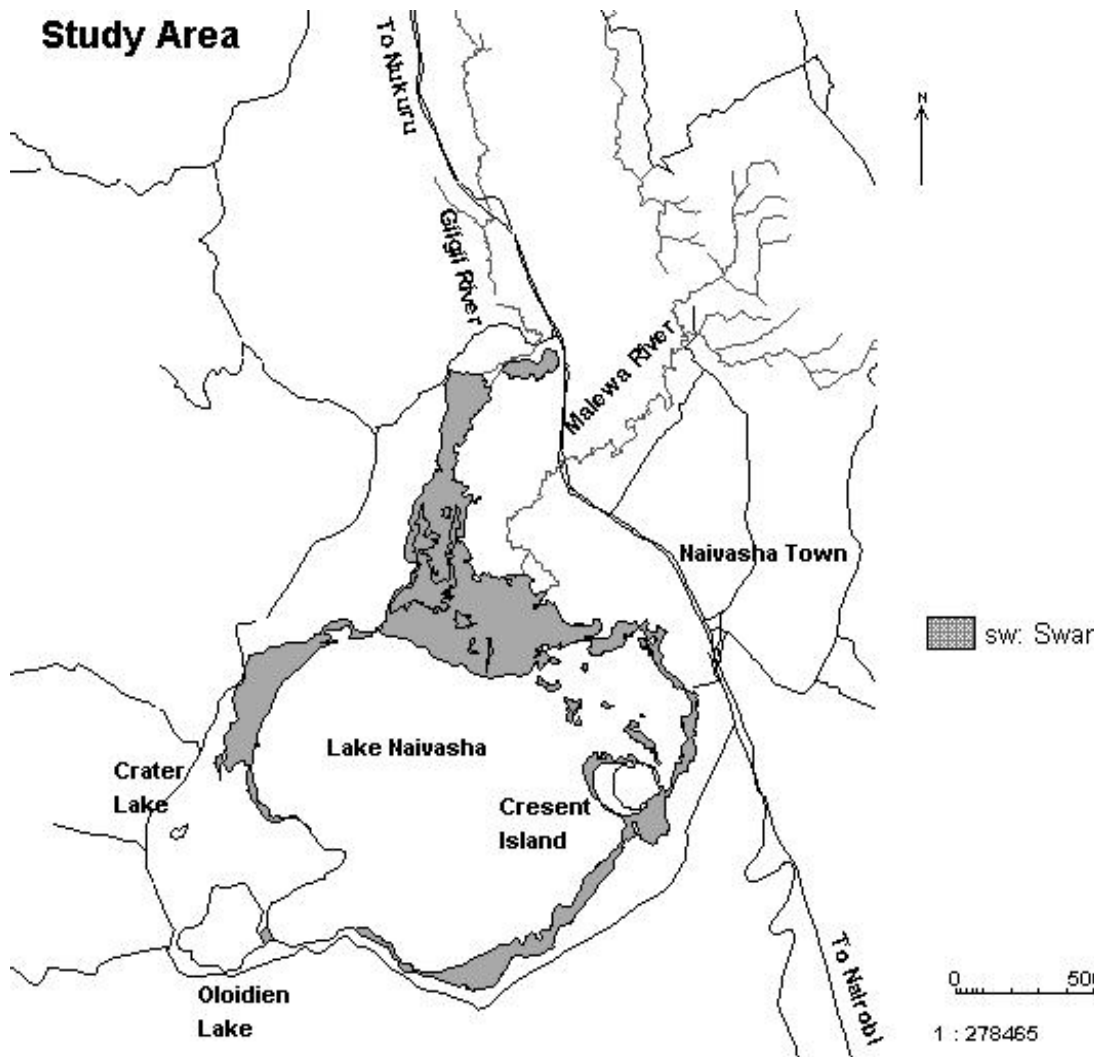 Study Area
To Nukuru
N
Gilgil River
Malewa River
Naivasha Town
sw: Swar
Lake Naivasha
Crater
Lake
Cresent
Island
Oloidien
Lake
To Nairobi
0 500
1 : 278465